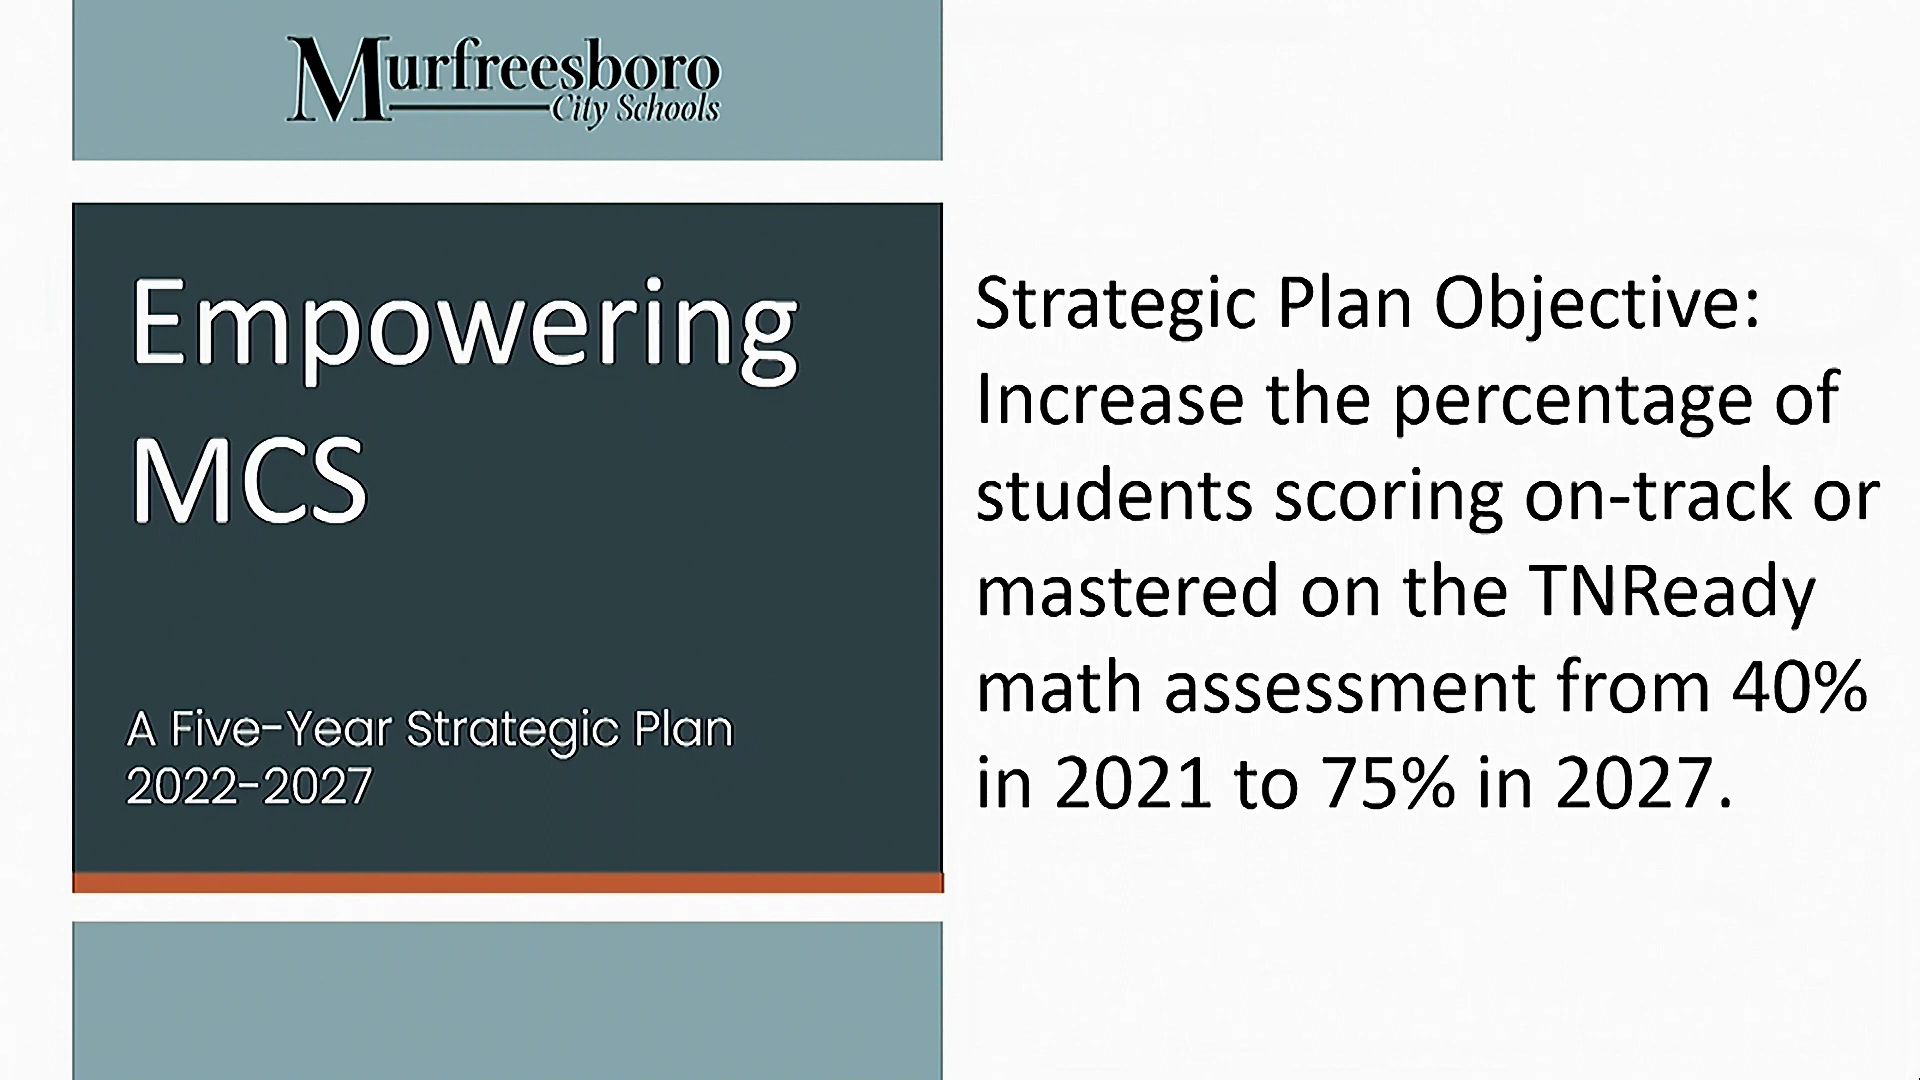 Murfreesboro
City Schools
Empowering
MCS
A Five-Year Strategic Plan
2022-2027
Strategic Plan Objective:
Increase the percentage of
students scoring on-track or
mastered on the TNReady
math assessment from 40%
in 2021 to 75% in 2027.